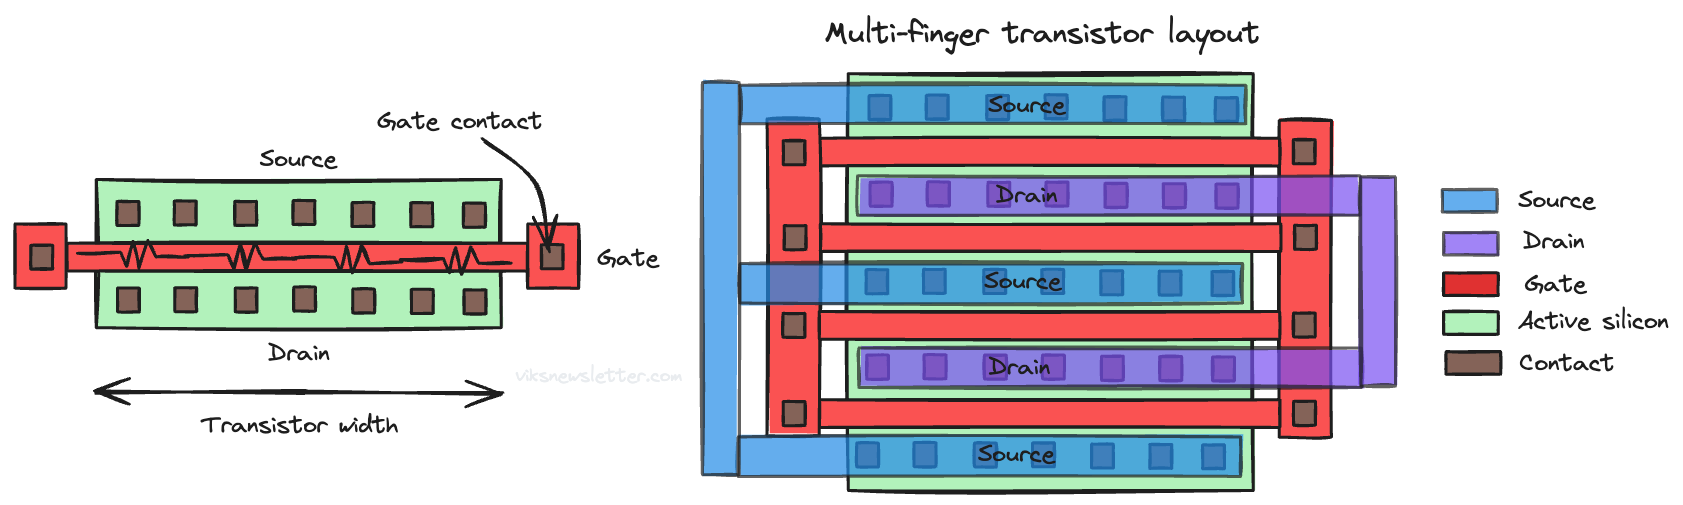 Multi-finger transistor layout
Gate contact
Source
Gate
Drain
Transistor width
viksnewsletter.com
Source
Drain
Source
Drain
Source
Source
Drain
Gate
Active silicon
Contact